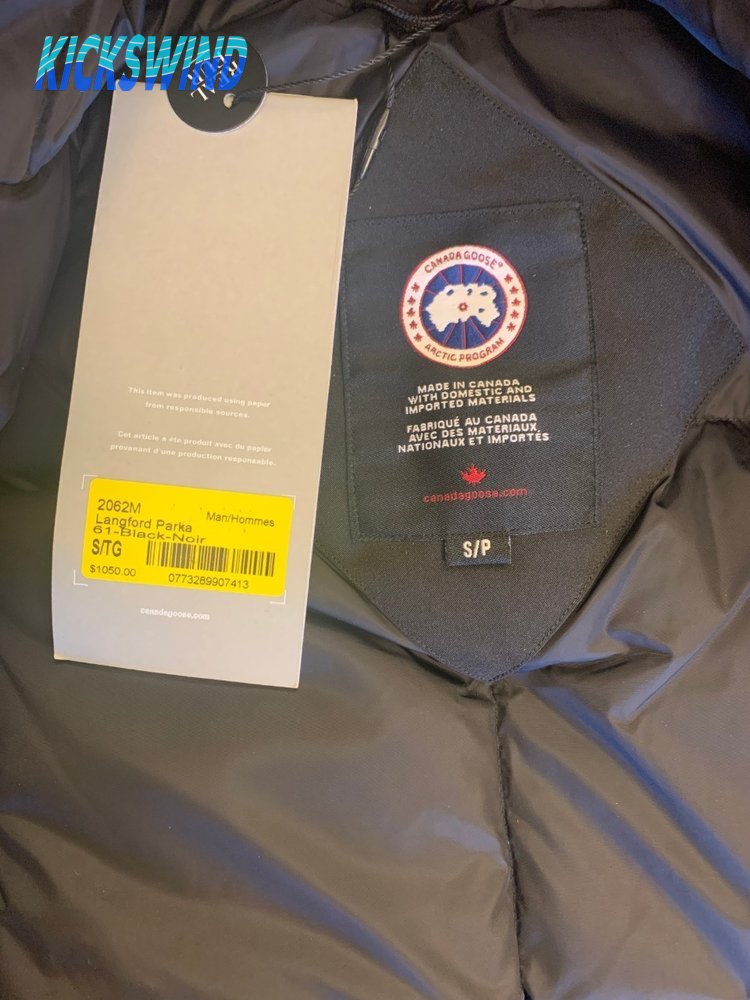 KICKSWIND
REAL
This item was produced using paper
from responsible sources.
Cet article a été produit avec du papier
provenant d'une production responsable.
2062M
Man/Hommes
Langford Parka
61-Black-Noir
S/TG
$1050.00
0773289907413
canadagoose.com
CANADA GOOSE®
ARCTIC PROGRAM
MADE IN CANADA
WITH DOMESTIC AND
IMPORTED MATERIALS
FABRIQUÉ AU CANADA
AVEC DES MATERIAUX
NATIONAUX ET IMPORTÉS
canadagoose.com
S/P